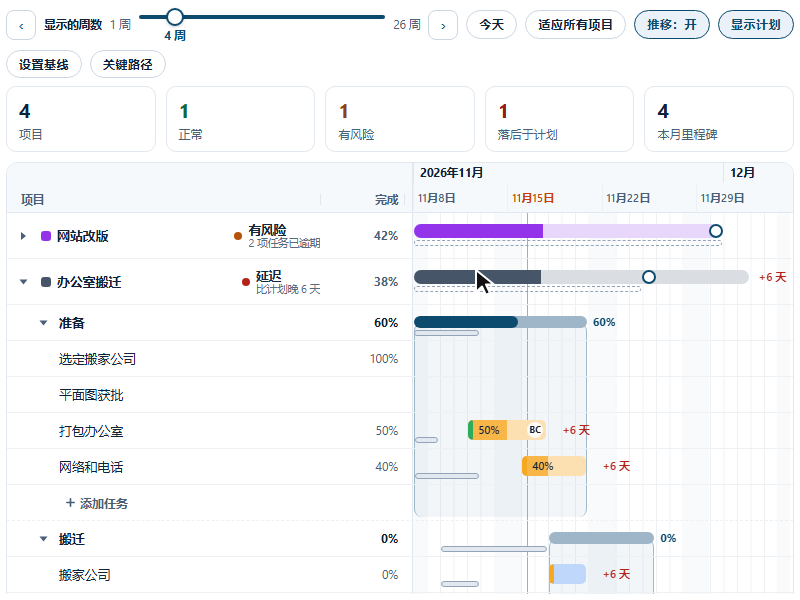 ‹ 显示的周数 1 周 4 周 26 周 › 今天 适应所有项目 推移：开 显示计划
设置基线 关键路径
4 1 1 1 4
项目 正常 有风险 落后于计划 本月里程碑
2026年11月 12月
项目 完成 11月8日 11月15日 11月22日 11月29日
网站改版 有风险 42%
2 项任务已逾期
办公室搬迁 延迟 38% +6 天
比计划晚 6 天
准备 60% 60%
选定搬家公司 100%
平面图获批
打包办公室 50% 50% BC +6 天
网络和电话 40% 40% +6 天
+ 添加任务
搬迁 0% 0%
搬家公司 0% +6 天